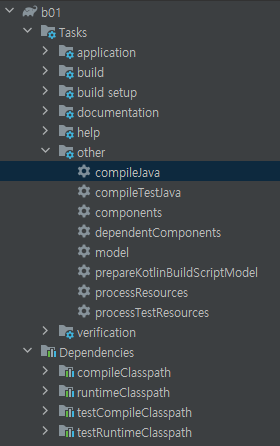 b01
Tasks
application
build
build setup
documentation
help
other
compileJava
compileTestJava
components
dependentComponents
model
prepareKotlinBuildScriptModel
processResources
processTestResources
verification
Dependencies
compileClasspath
runtimeClasspath
testCompileClasspath
testRuntimeClasspath